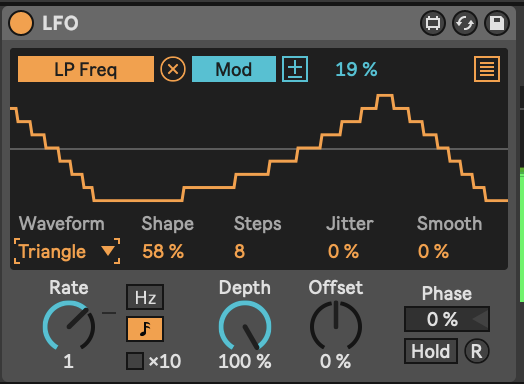 LFO
LP Freq Mod 19 %
Waveform Shape Steps Jitter Smooth
Triangle 58 % 8 0 % 0 %
Rate Depth Offset Phase
Hz
0 %
Hold R
1 ×10 100 % 0 %